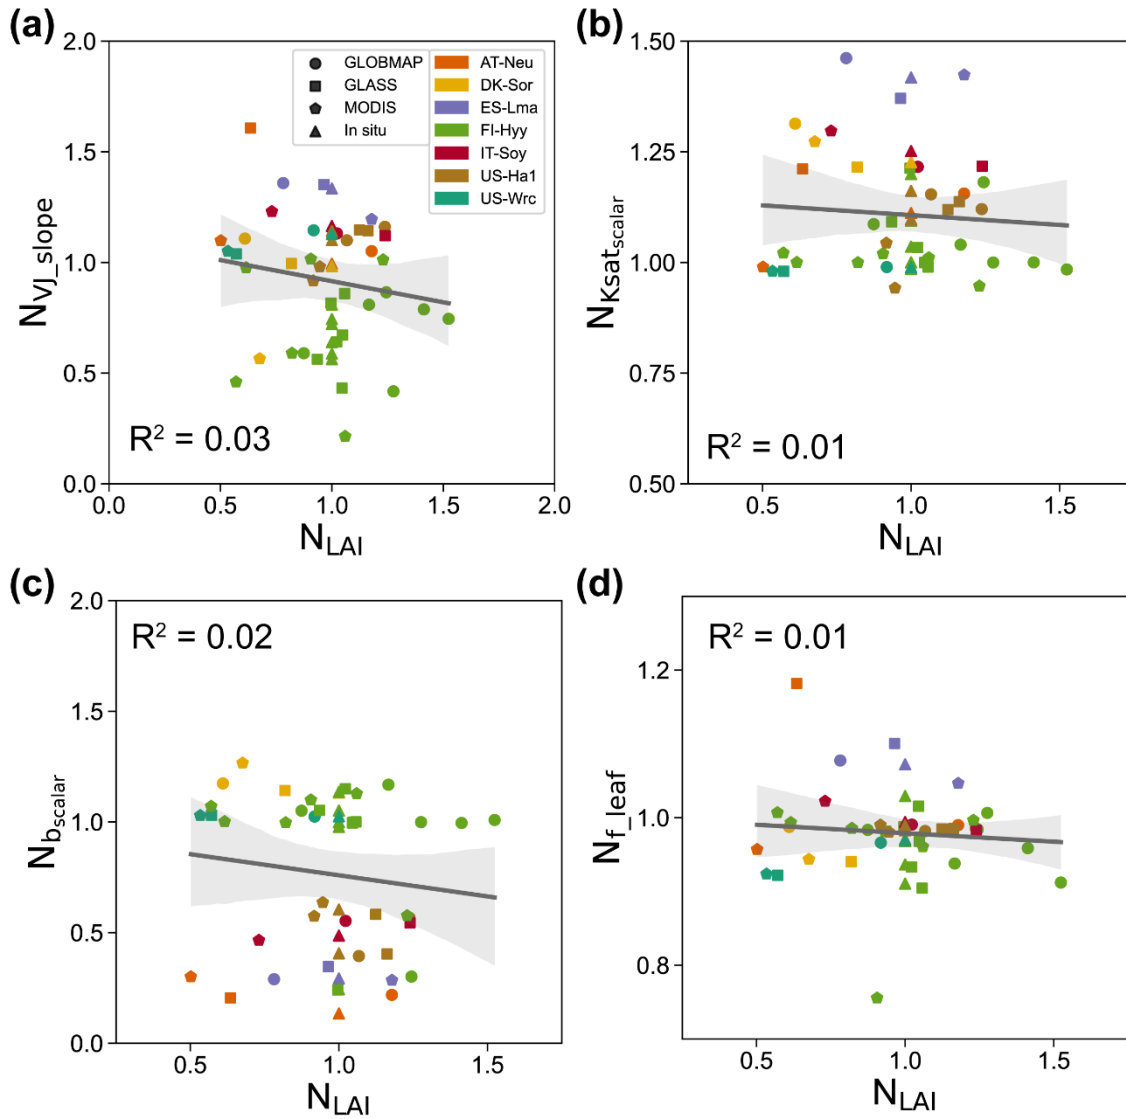 (a)
2.0
1.5
1.0
0.5
0.0
N_VJ_slope
GLOBMAP
GLASS
MODIS
In situ
AT-Neu
DK-Sor
ES-Lma
FI-Hyy
IT-Soy
US-Ha1
US-Wrc
R² = 0.03
0.0 0.5 1.0 1.5 2.0
N_LAI
(b)
1.50
1.25
1.00
0.75
0.50
N_Ksat_scalar
R² = 0.01
0.5 1.0 1.5
N_LAI
(c)
2.0
1.5
1.0
0.5
0.0
N_b_scalar
R² = 0.02
0.5 1.0 1.5
N_LAI
(d)
1.2
1.0
0.8
N_f_leaf
R² = 0.01
0.5 1.0 1.5
N_LAI